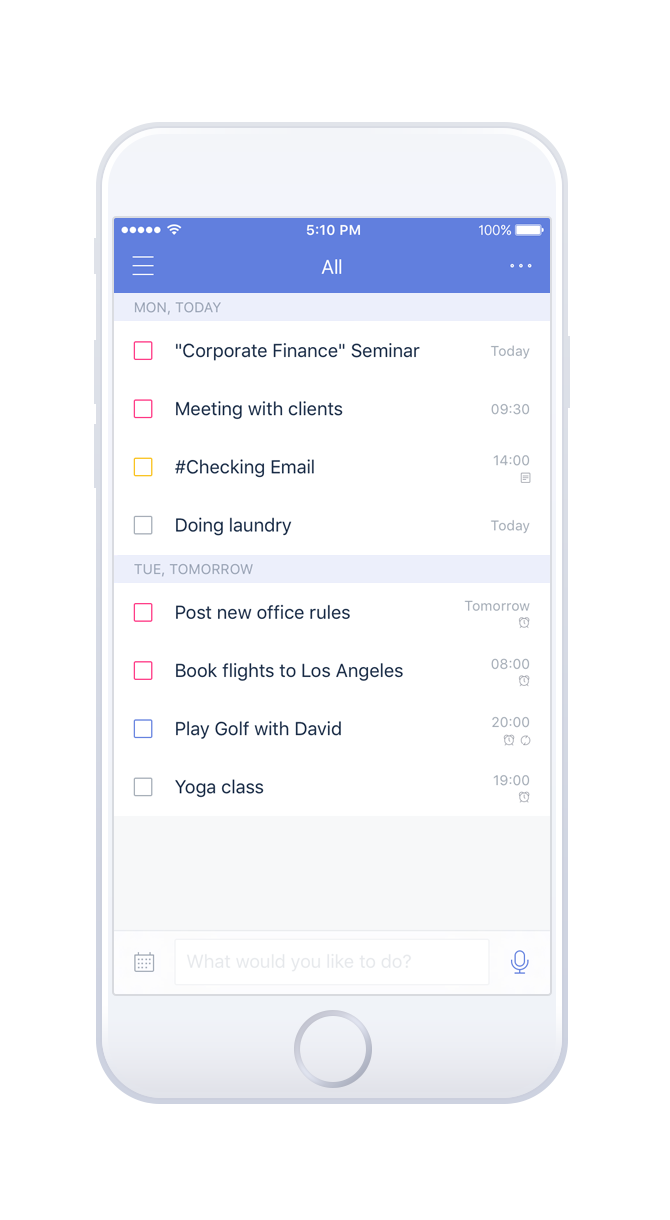 5:10 PM 100%
All
MON, TODAY
"Corporate Finance" Seminar Today
Meeting with clients 09:30
#Checking Email 14:00
Doing laundry Today
TUE, TOMORROW
Post new office rules Tomorrow
Book flights to Los Angeles 08:00
Play Golf with David 20:00
Yoga class 19:00
What would you like to do?